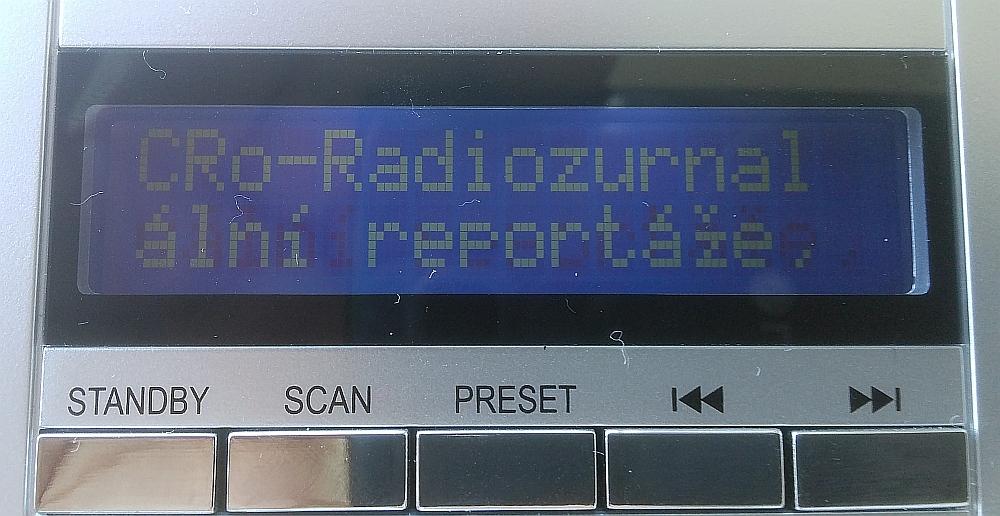 CRo-Radiozurnal
ální reportáže,
STANDBY SCAN PRESET